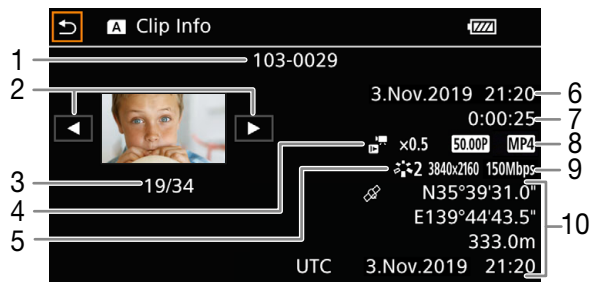 A Clip Info
1 103-0029
2
3.Nov.2019 21:20 6
0:00:25 7
×0.5 50.00P MP4 8
3 19/34
2 3840x2160 150Mbps 9
4
N35°39'31.0"
E139°44'43.5" 10
5
333.0m
UTC 3.Nov.2019 21:20